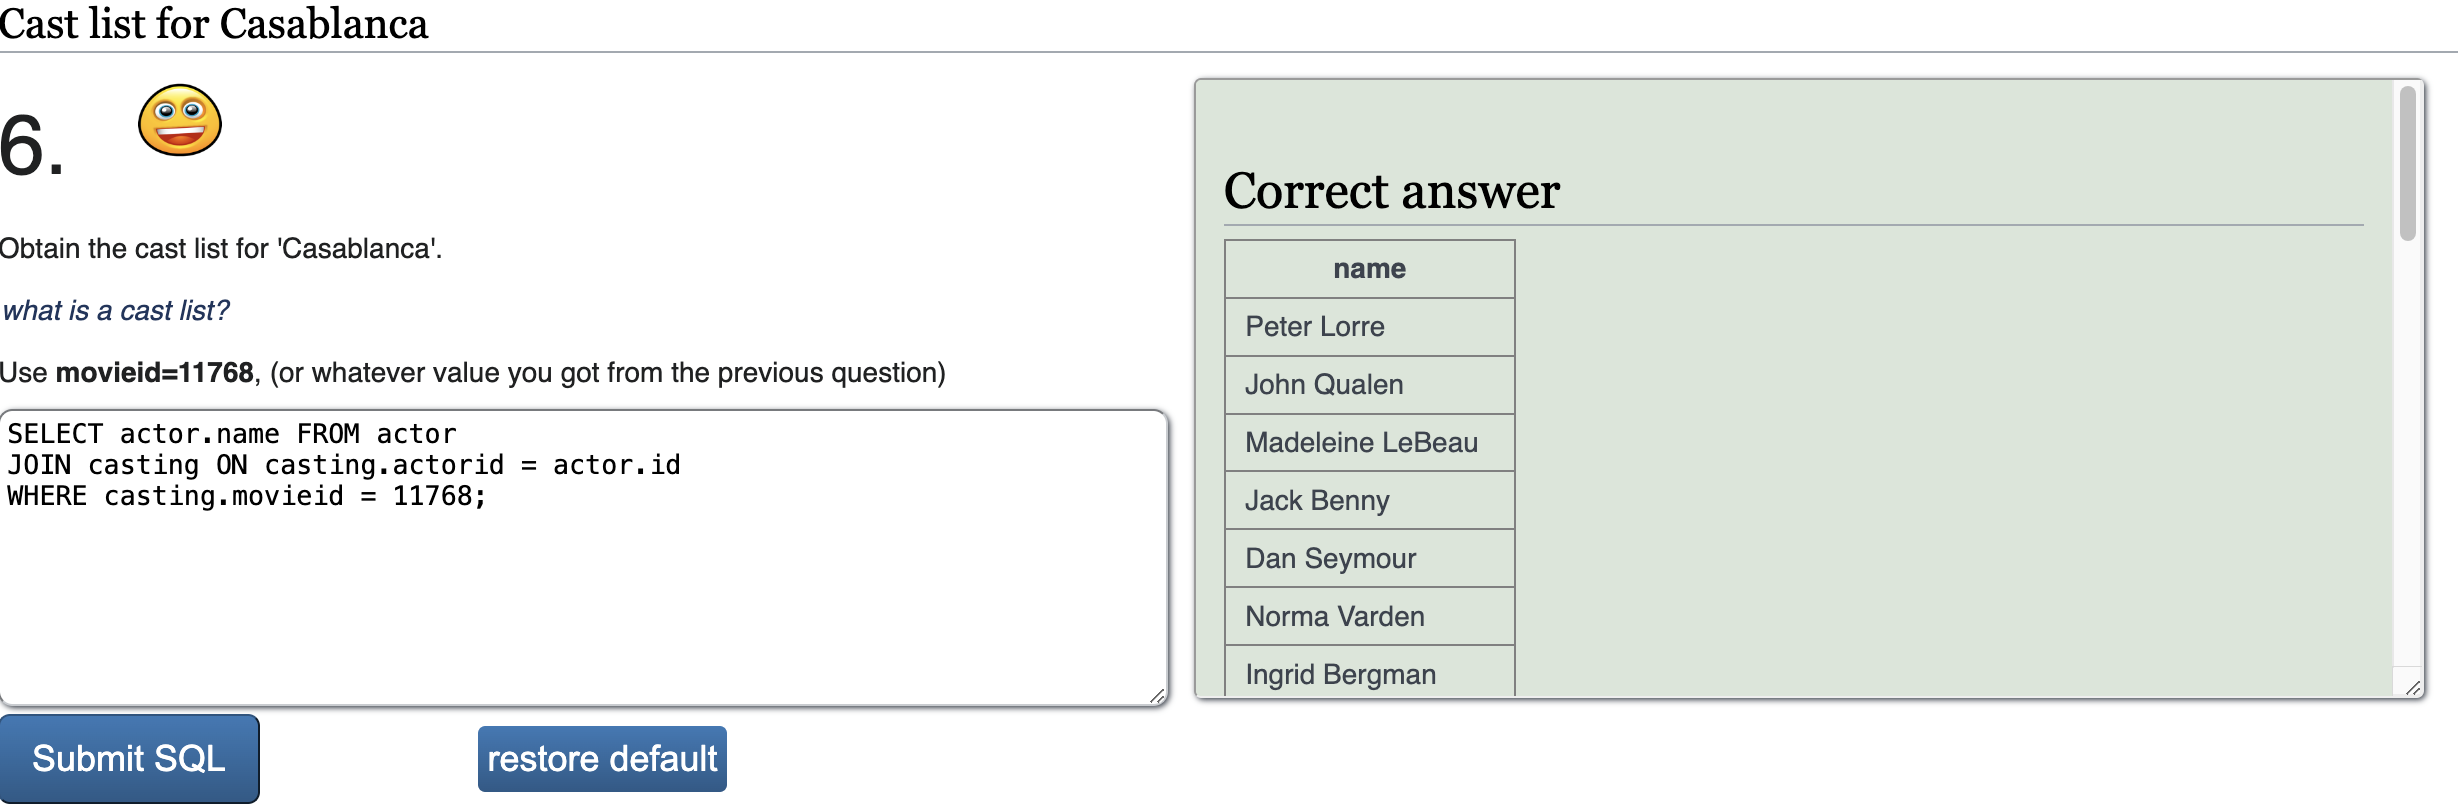 Cast list for Casablanca
6.
Obtain the cast list for 'Casablanca'.
what is a cast list?
Use movieid=11768, (or whatever value you got from the previous question)
SELECT actor.name FROM actor
JOIN casting ON casting.actorid = actor.id
WHERE casting.movieid = 11768;
Submit SQL
restore default
Correct answer
name
Peter Lorre
John Qualen
Madeleine LeBeau
Jack Benny
Dan Seymour
Norma Varden
Ingrid Bergman